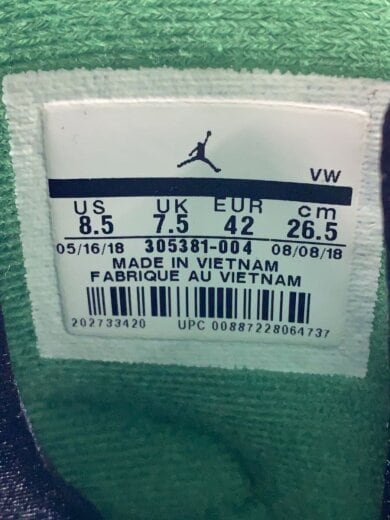 VW
US UK EUR cm
8.5 7.5 42 26.5
05/16/18 305381-004 08/08/18
MADE IN VIETNAM
FABRIQUE AU VIETNAM
202733420 UPC 00887228064737